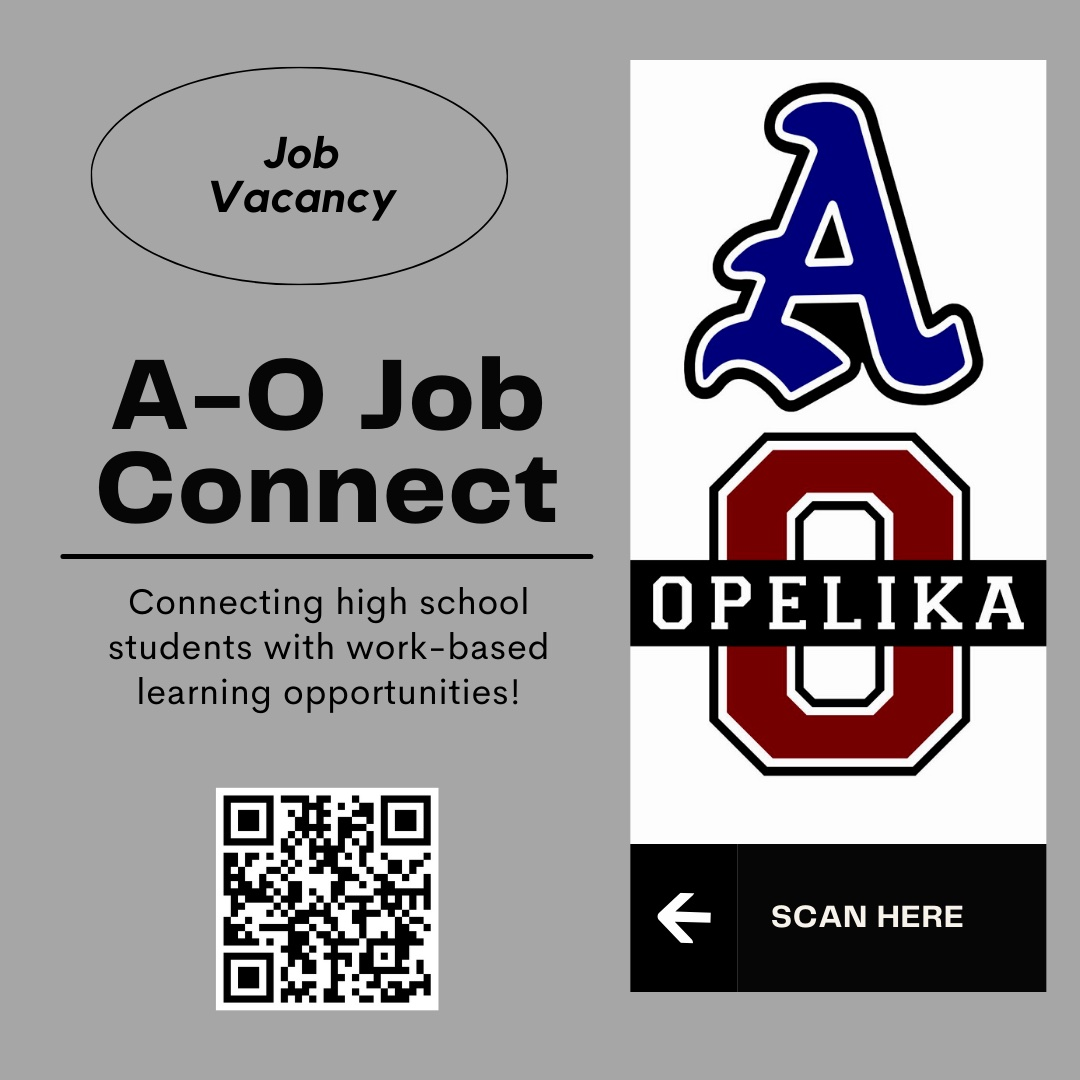 Job
Vacancy
A-O Job
Connect
Connecting high school
students with work-based
learning opportunities!
A
OPELIKA
SCAN HERE